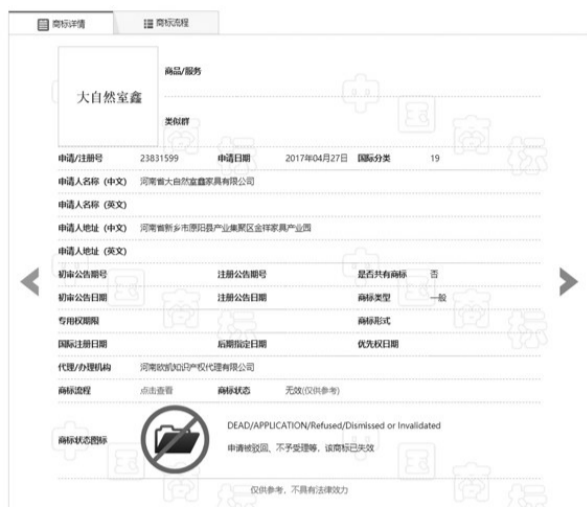 商标详情
商标流程
大自然室鑫
商品/服务
类似群
申请/注册号 23831599 申请日期 2017年04月27日 国际分类 19
申请人名称（中文） 河南省大自然室鑫家具有限公司
申请人名称（英文）
申请人地址（中文） 河南省新乡市原阳县产业集聚区金祥家具产业园
申请人地址（英文）
初审公告期号 注册公告期号 是否共有商标 否
初审公告日期 注册公告日期 商标类型 一般
专用权期限 商标形式
国际注册日期 后期指定日期 优先权日期
代理/办理机构 河南欧凯知识产权代理有限公司
商标流程 点击查看 商标状态 无效(仅供参考)
商标状态图标
DEAD/APPLICATION/Refused/Dismissed or Invalidated
申请被驳回、不予受理等，该商标已失效
仅供参考，不具有法律效力
中国商标